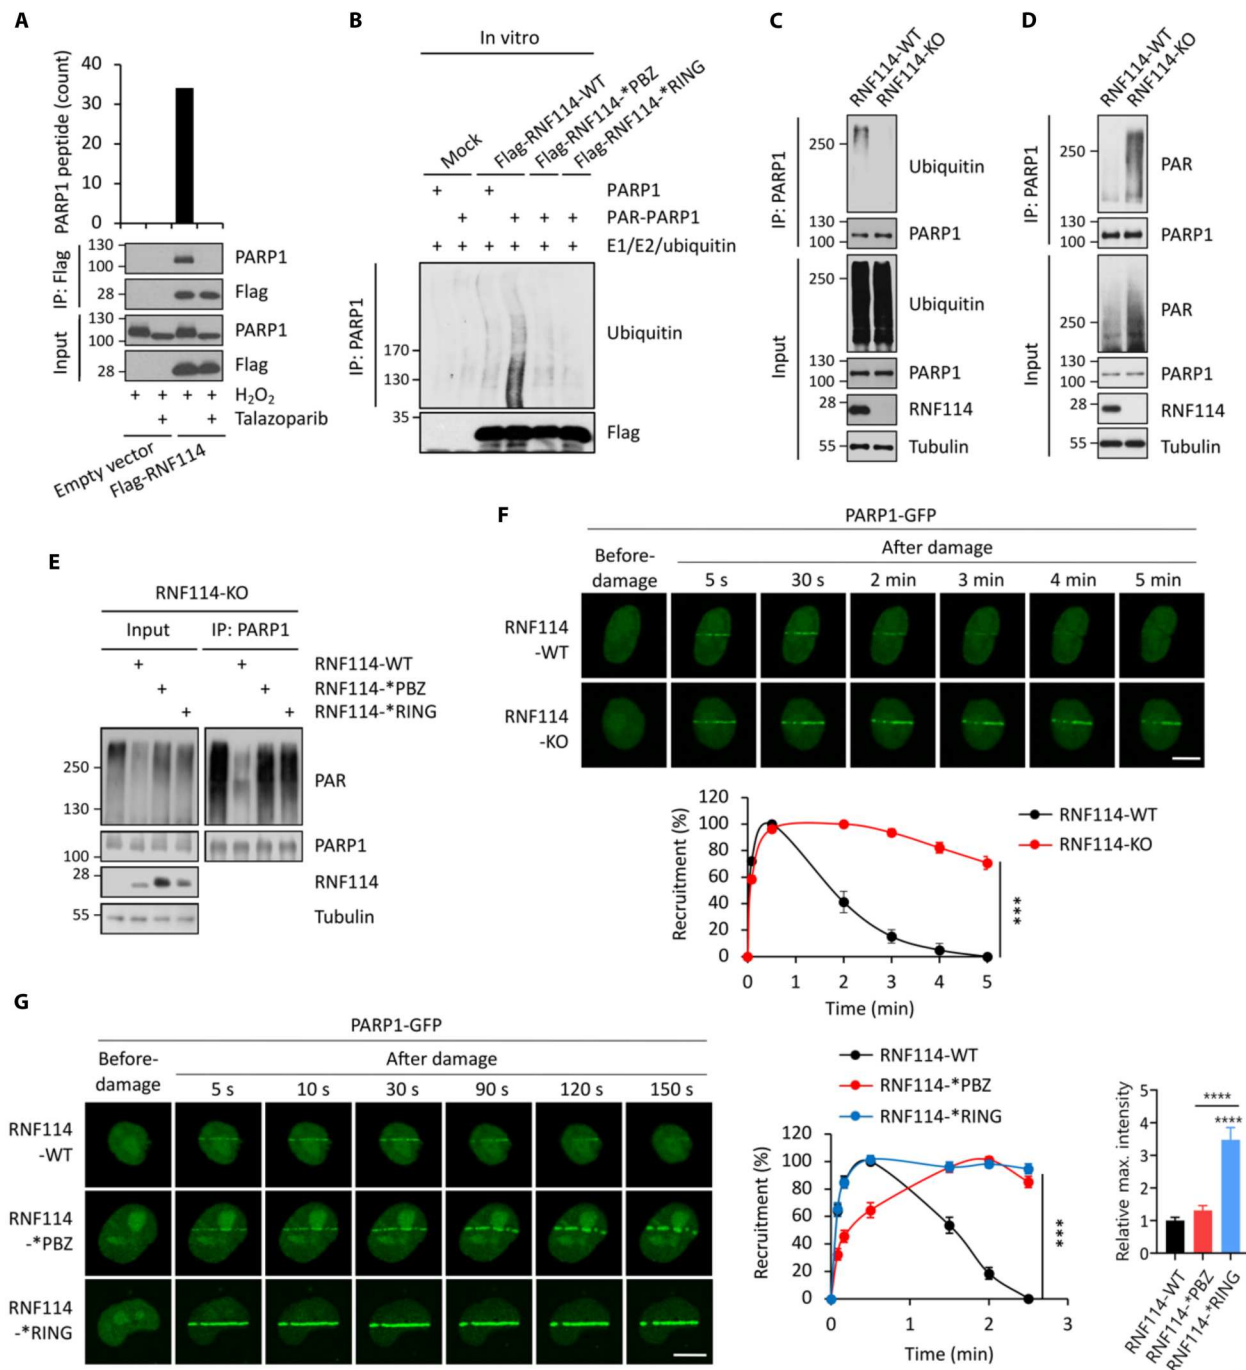 A
PARP1 peptide (count)
40
30
20
10
0
IP: Flag
130
100
PARP1
28
Flag
Input
130
100
PARP1
28
Flag
+ + + + H₂O₂
+ + Talazoparib
Empty vector
Flag-RNF114
B
In vitro
Mock
Flag-RNF114-WT
Flag-RNF114-*PBZ
Flag-RNF114-*RING
+ + PARP1
+ + + + PAR-PARP1
+ + + + + + E1/E2/ubiquitin
IP: PARP1
170
130
Ubiquitin
35
Flag
C
RNF114-WT
RNF114-KO
IP: PARP1
250
Ubiquitin
130
100
PARP1
Input
250
Ubiquitin
130
100
PARP1
28
RNF114
55
Tubulin
D
RNF114-WT
RNF114-KO
IP: PARP1
250
PAR
130
100
PARP1
Input
250
PAR
130
100
PARP1
28
RNF114
55
Tubulin
E
RNF114-KO
Input IP: PARP1
+ + RNF114-WT
+ + RNF114-*PBZ
+ + RNF114-*RING
250
130
PAR
100
PARP1
28
RNF114
55
Tubulin
F
PARP1-GFP
Before-
damage
After damage
5 s 30 s 2 min 3 min 4 min 5 min
RNF114
-WT
RNF114
-KO
Recruitment (%)
120
100
80
60
40
20
0
0 1 2 3 4 5
Time (min)
RNF114-WT
RNF114-KO
***
G
PARP1-GFP
Before-
damage
After damage
5 s 10 s 30 s 90 s 120 s 150 s
RNF114
-WT
RNF114
-*PBZ
RNF114
-*RING
RNF114-WT
RNF114-*PBZ
RNF114-*RING
Recruitment (%)
120
100
80
60
40
20
0
0 1 2 3
Time (min)
***
Relative max. intensity
5
4
3
2
1
0
****
****
RNF114-WT
RNF114-*PBZ
RNF114-*RING